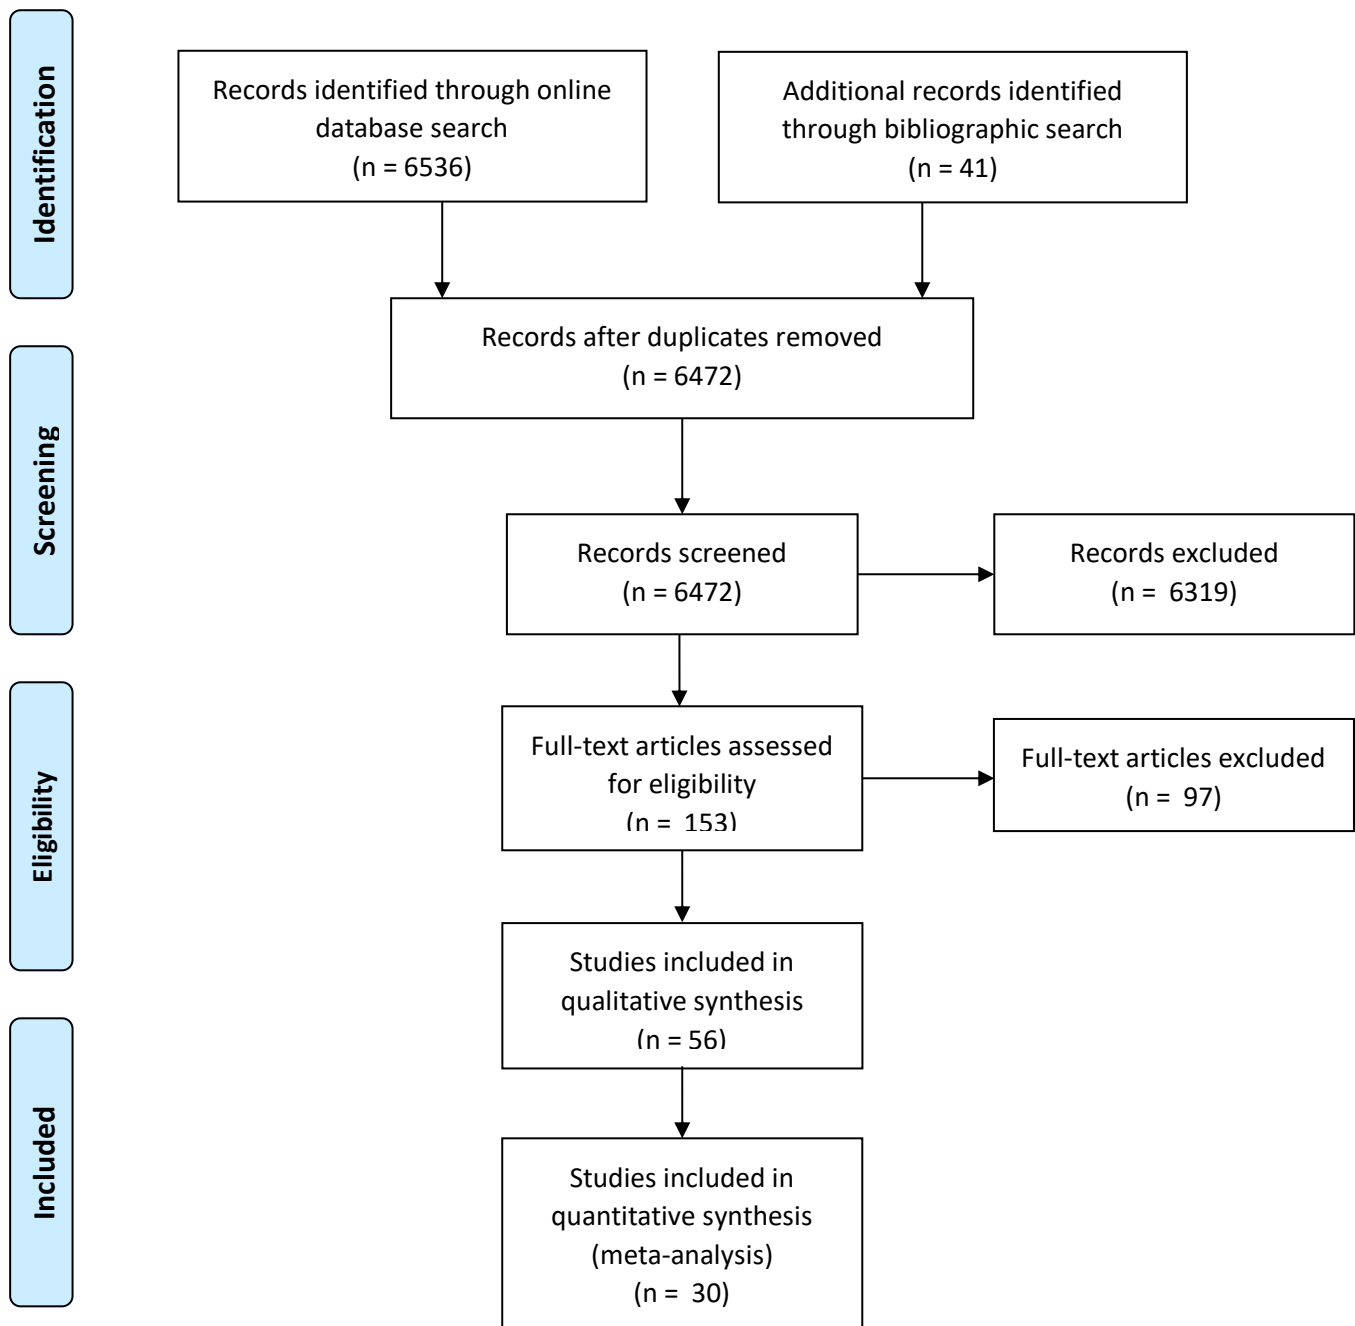 Identification
Records identified through online
database search
(n = 6536)
Additional records identified
through bibliographic search
(n = 41)
Records after duplicates removed
(n = 6472)
Screening
Records screened
(n = 6472)
Records excluded
(n = 6319)
Eligibility
Full-text articles assessed
for eligibility
(n = 153)
Full-text articles excluded
(n = 97)
Studies included in
qualitative synthesis
(n = 56)
Included
Studies included in
quantitative synthesis
(meta-analysis)
(n = 30)